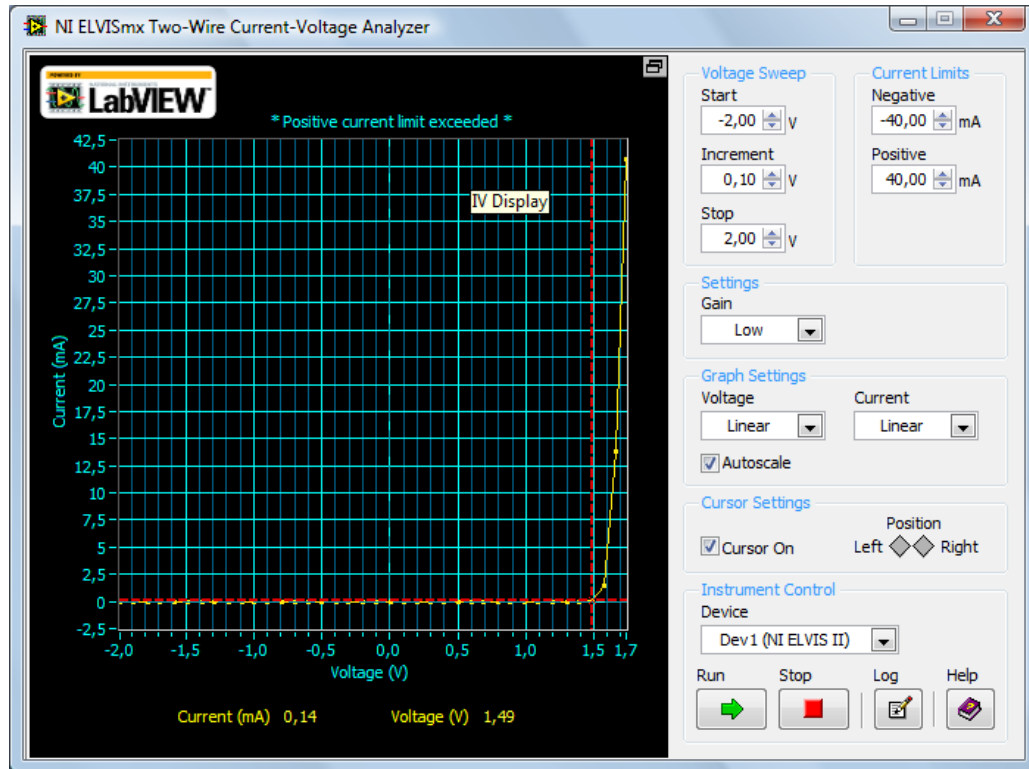 NI ELVISmx Two-Wire Current-Voltage Analyzer
POWERED BY
NATIONAL INSTRUMENTS
LabVIEW
* Positive current limit exceeded *
42,5
40
37,5
35
32,5
30
27,5
25
22,5
20
17,5
15
12,5
10
7,5
5
2,5
0
-2,5
Current (mA)
IV Display
-2,0 -1,5 -1,0 -0,5 0,0 0,5 1,0 1,5 1,7
Voltage (V)
Current (mA) 0,14 Voltage (V) 1,49
Voltage Sweep
Start
-2,00 V
Increment
0,10 V
Stop
2,00 V
Current Limits
Negative
-40,00 mA
Positive
40,00 mA
Settings
Gain
Low
Graph Settings
Voltage Current
Linear Linear
Autoscale
Cursor Settings
Position
Cursor On Left Right
Instrument Control
Device
Dev1 (NI ELVIS II)
Run Stop Log Help